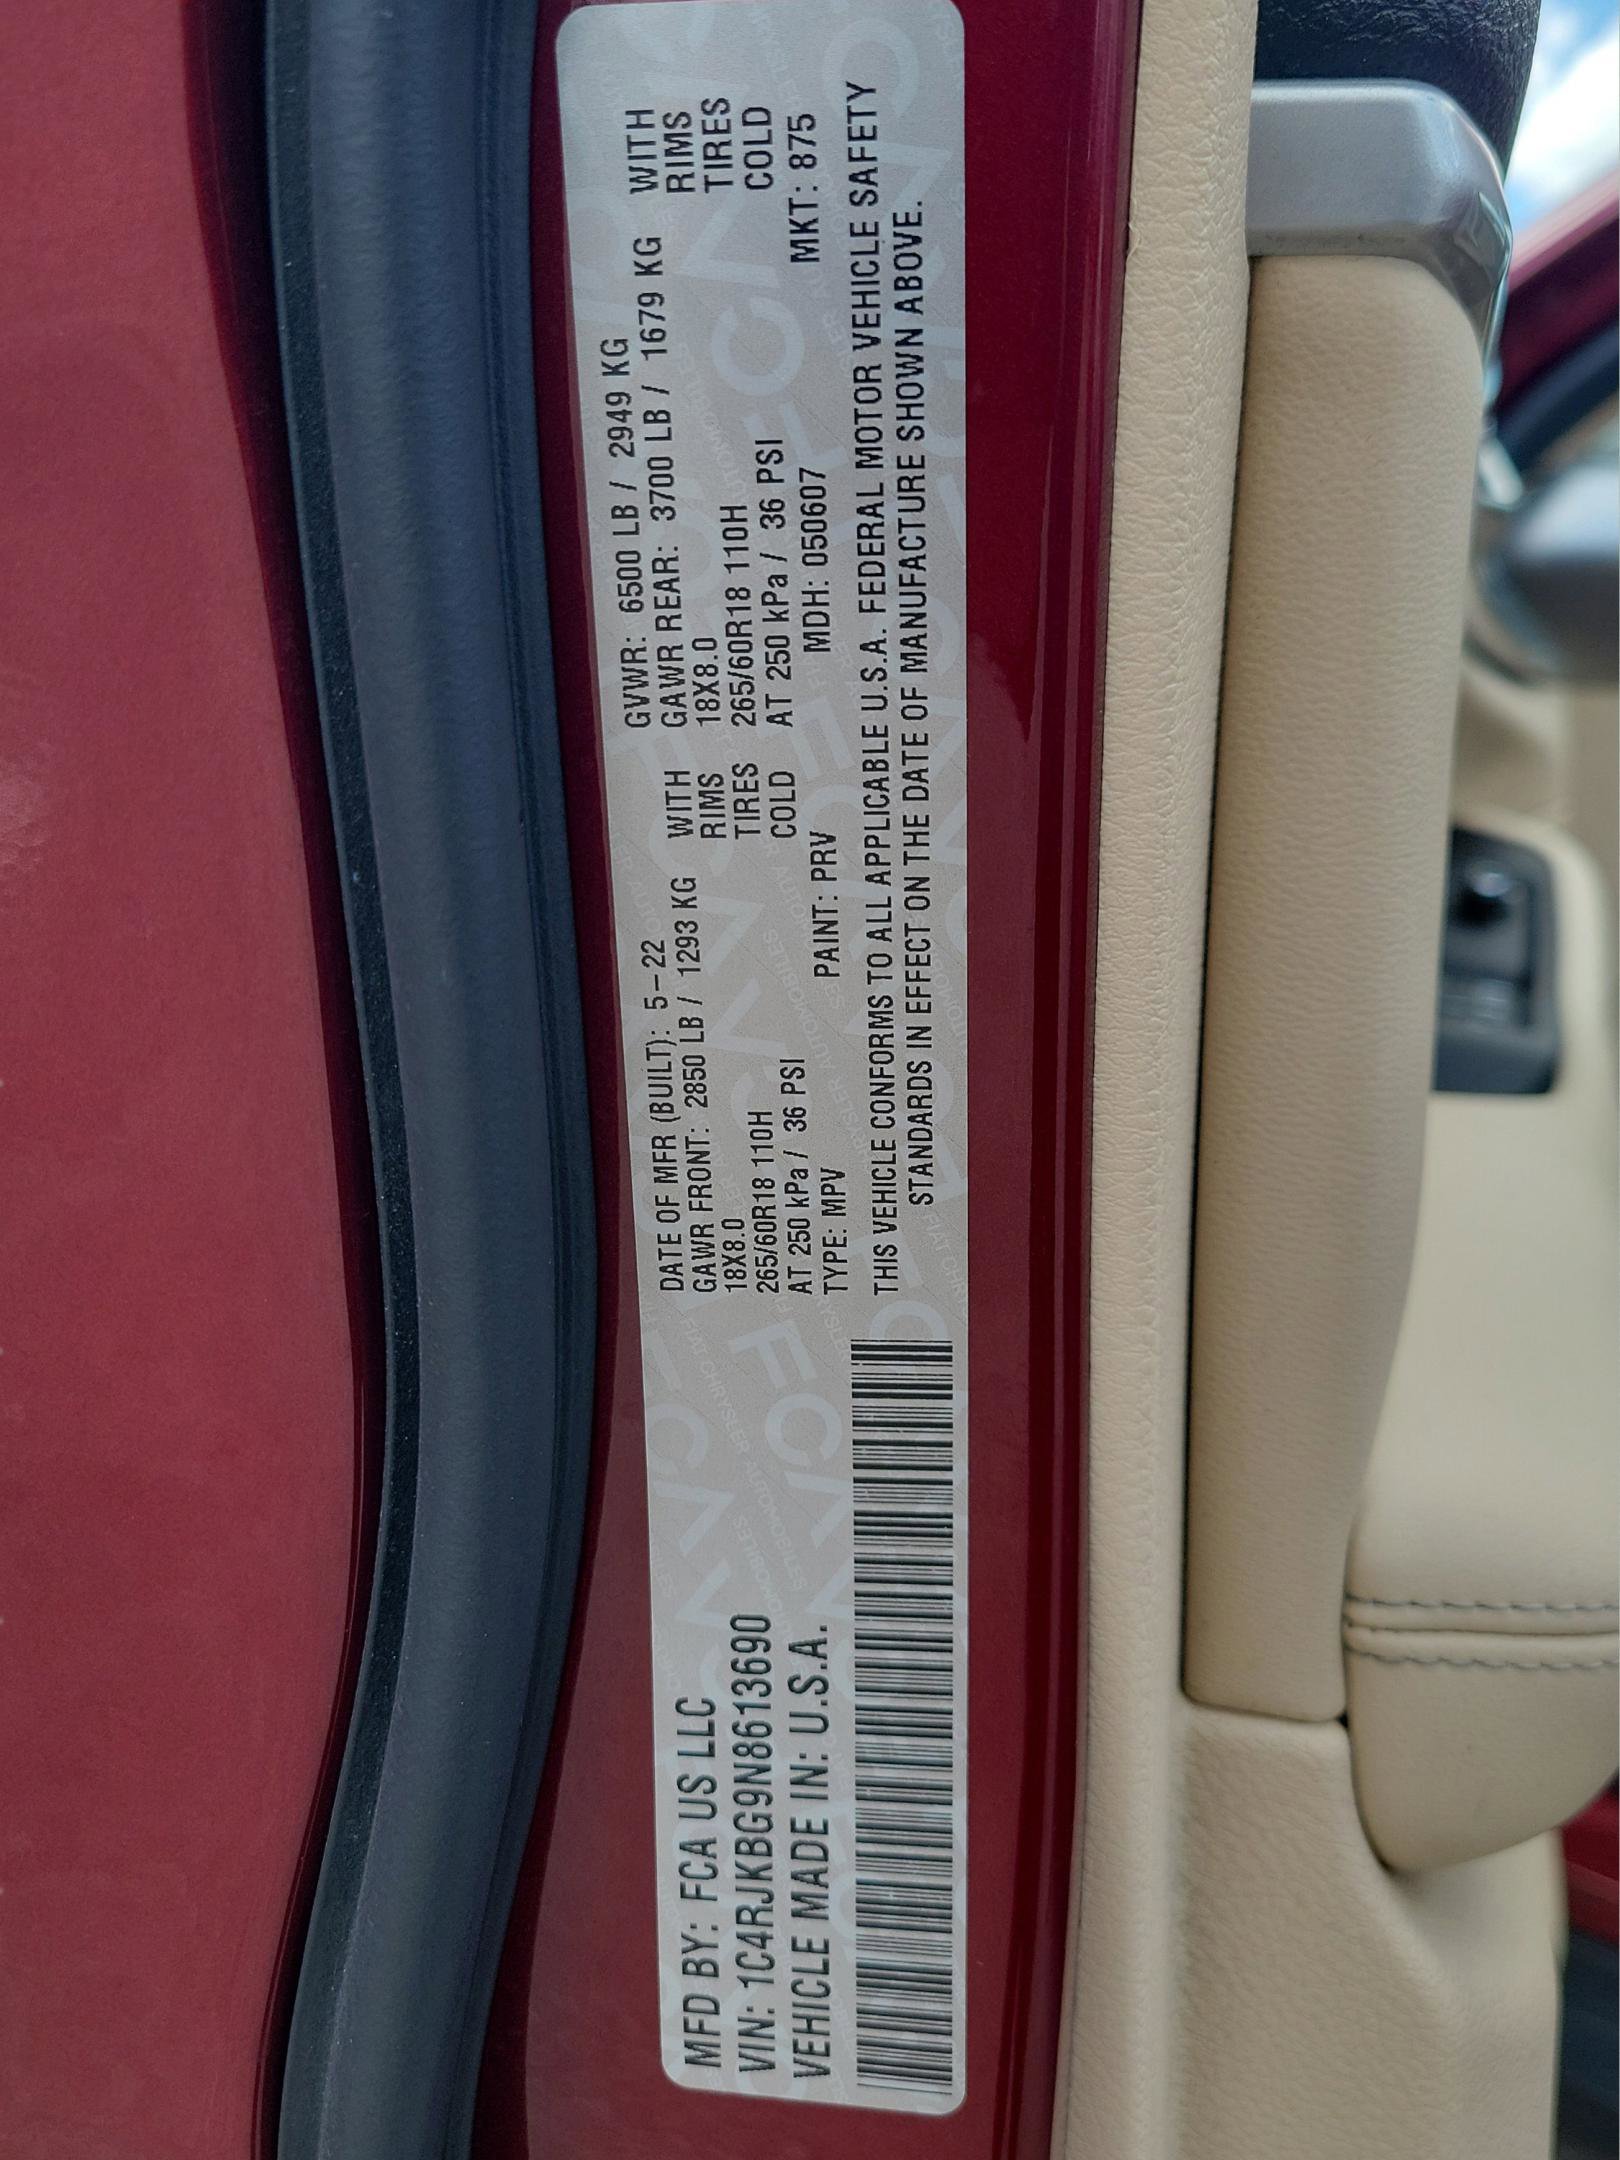 MFD BY: FCA US LLC
VIN: 1C4RJKBG9N8613690
VEHICLE MADE IN: U.S.A.
DATE OF MFR (BUILT): 5-22
GAWR FRONT: 2850 LB / 1293 KG WITH
18X8.0 RIMS
265/60R18 110H TIRES
AT 250 kPa / 36 PSI COLD
TYPE: MPV PAINT: PRV
GVWR: 6500 LB / 2949 KG
GAWR REAR: 3700 LB / 1679 KG WITH
18X8.0 RIMS
265/60R18 110H TIRES
AT 250 kPa / 36 PSI COLD
MDH: 050607 MKT: 875
THIS VEHICLE CONFORMS TO ALL APPLICABLE U.S.A. FEDERAL MOTOR VEHICLE SAFETY
STANDARDS IN EFFECT ON THE DATE OF MANUFACTURE SHOWN ABOVE.
FCA
FIAT CHRYSLER AUTOMOBILES